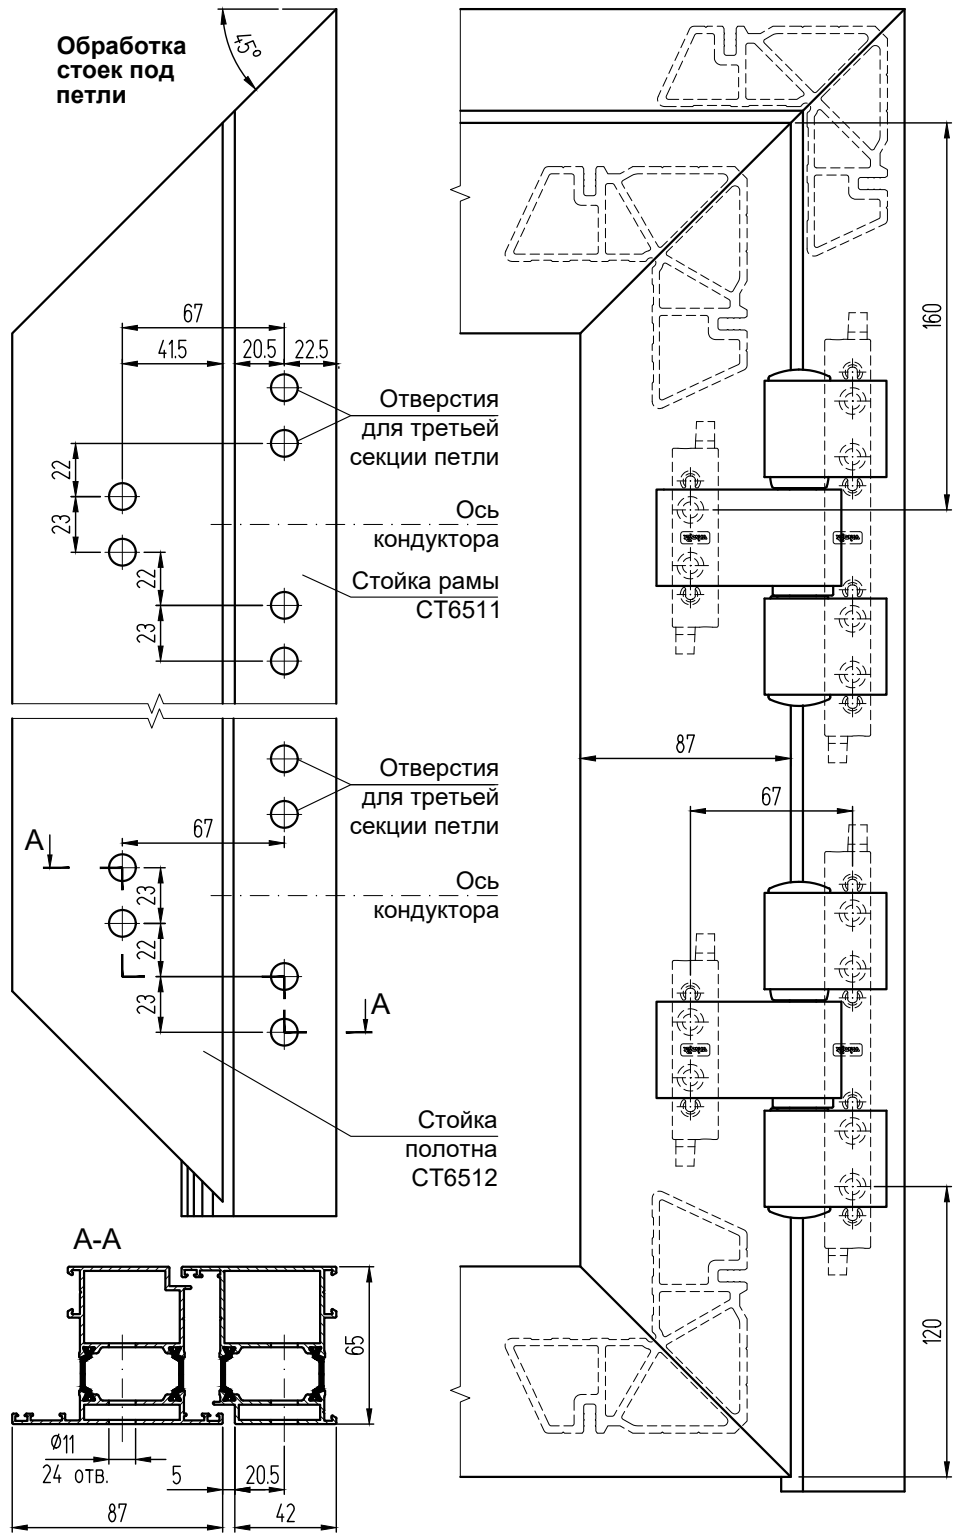 Обработка
стоек под
петли
45°
67
41.5
20.5
22.5
Отверстия
для третьей
секции петли
22
23
Ось
кондуктора
22
Стойка рамы
СТ6511
23
160
87
67
Отверстия
для третьей
секции петли
67
А
23
Ось
кондуктора
22
23
А
Стойка
полотна
СТ6512
А-А
65
Ø11
24 отв.
5
20.5
87
42
120